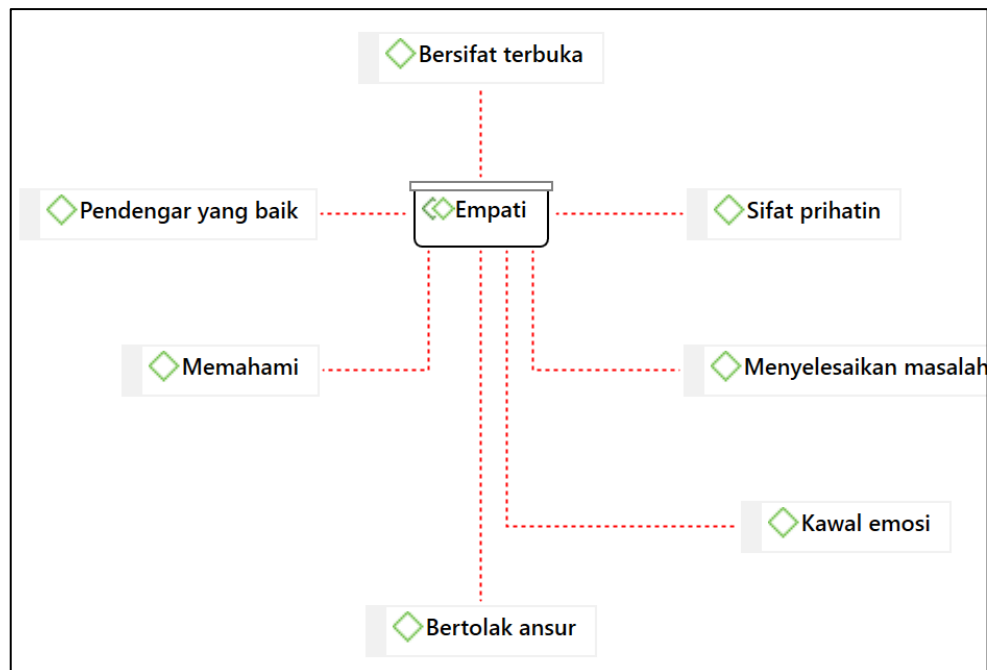 Bersifat terbuka
Pendengar yang baik
Empati
Sifat prihatin
Memahami
Menyelesaikan masalah
Kawal emosi
Bertolak ansur